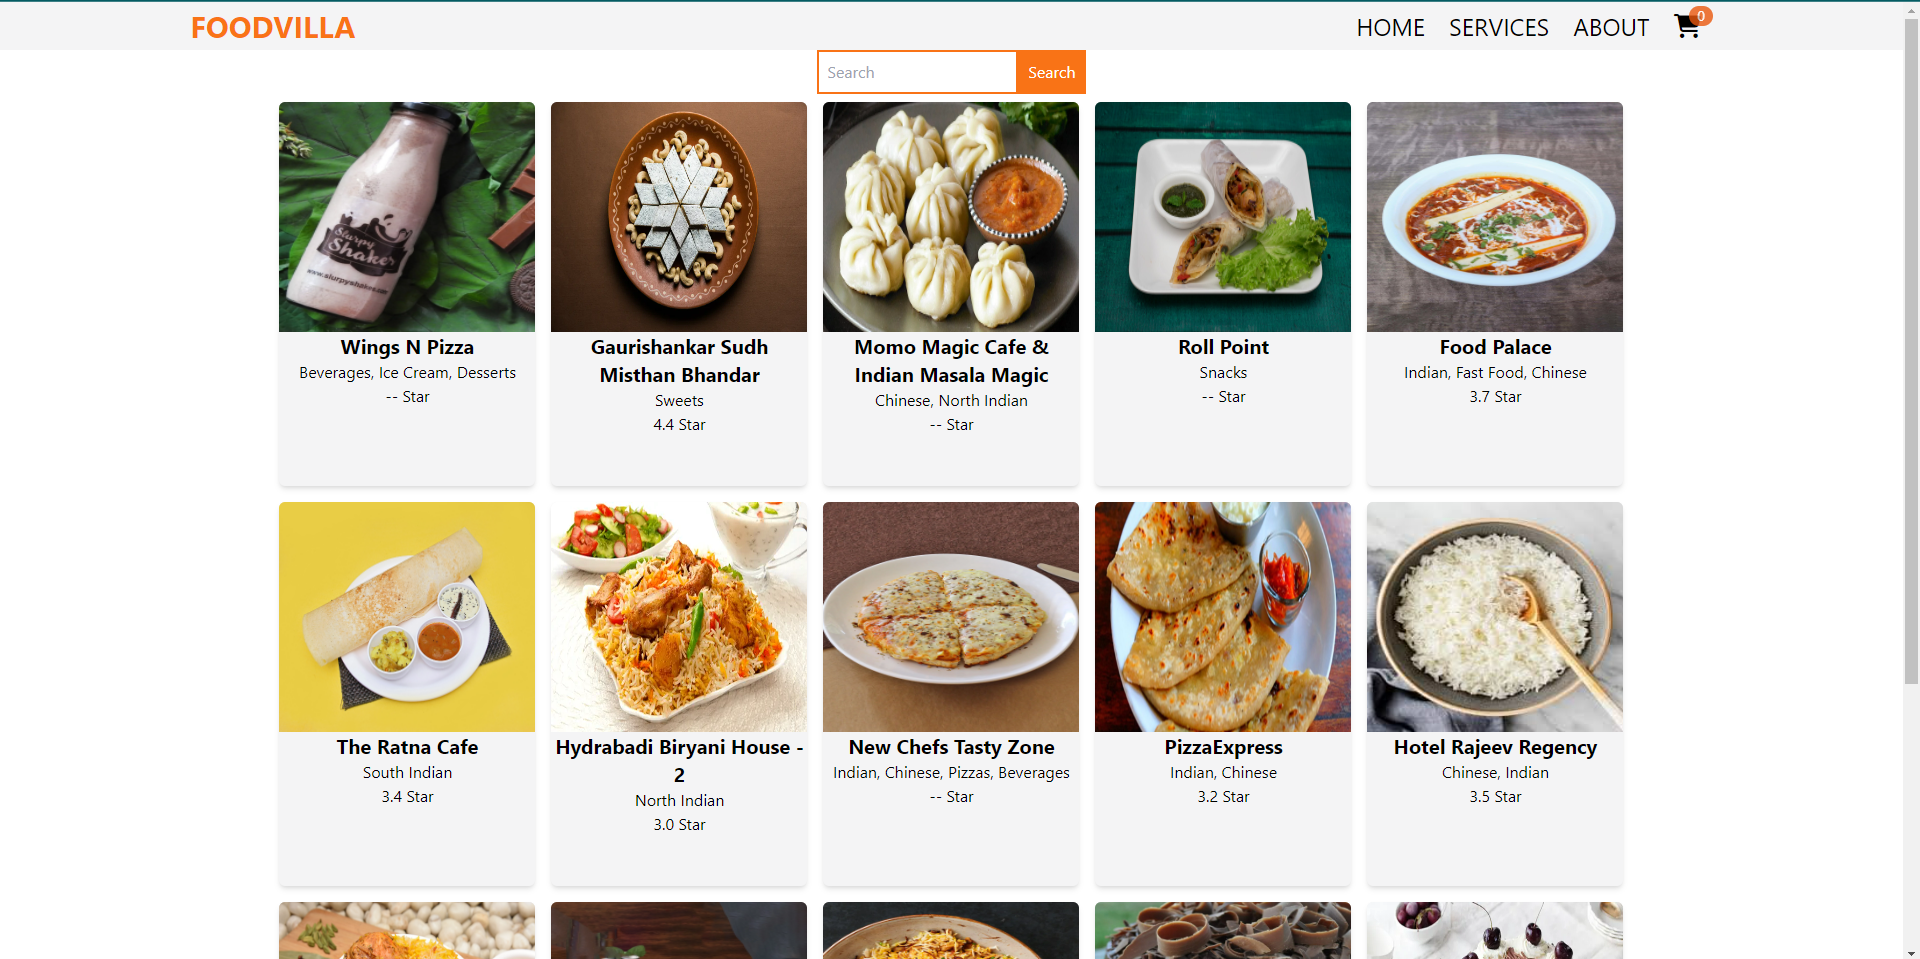 FOODVILLA
HOME SERVICES ABOUT 0
Search Search
Slurpy
Shakes
www.slurpyshakes.com
Wings N Pizza
Beverages, Ice Cream, Desserts
-- Star
Gaurishankar Sudh
Misthan Bhandar
Sweets
4.4 Star
Momo Magic Cafe &
Indian Masala Magic
Chinese, North Indian
-- Star
Roll Point
Snacks
-- Star
Food Palace
Indian, Fast Food, Chinese
3.7 Star
The Ratna Cafe
South Indian
3.4 Star
Hydrabadi Biryani House -
2
North Indian
3.0 Star
New Chefs Tasty Zone
Indian, Chinese, Pizzas, Beverages
-- Star
PizzaExpress
Indian, Chinese
3.2 Star
Hotel Rajeev Regency
Chinese, Indian
3.5 Star